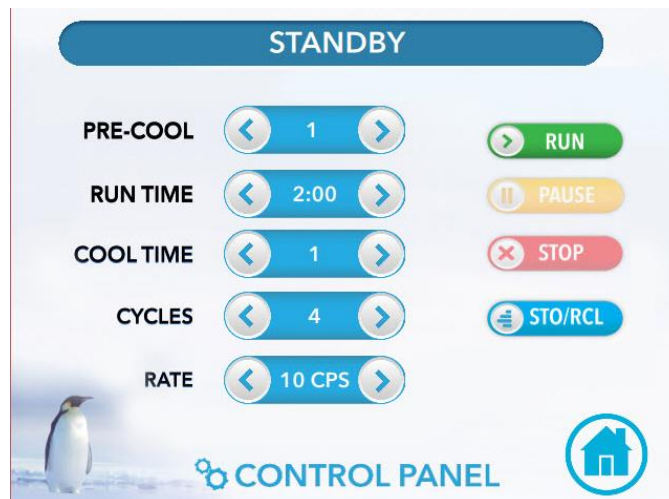 STANDBY
PRE-COOL 1 RUN
RUN TIME 2:00 PAUSE
COOL TIME 1 STOP
CYCLES 4 STO/RCL
RATE 10 CPS
CONTROL PANEL